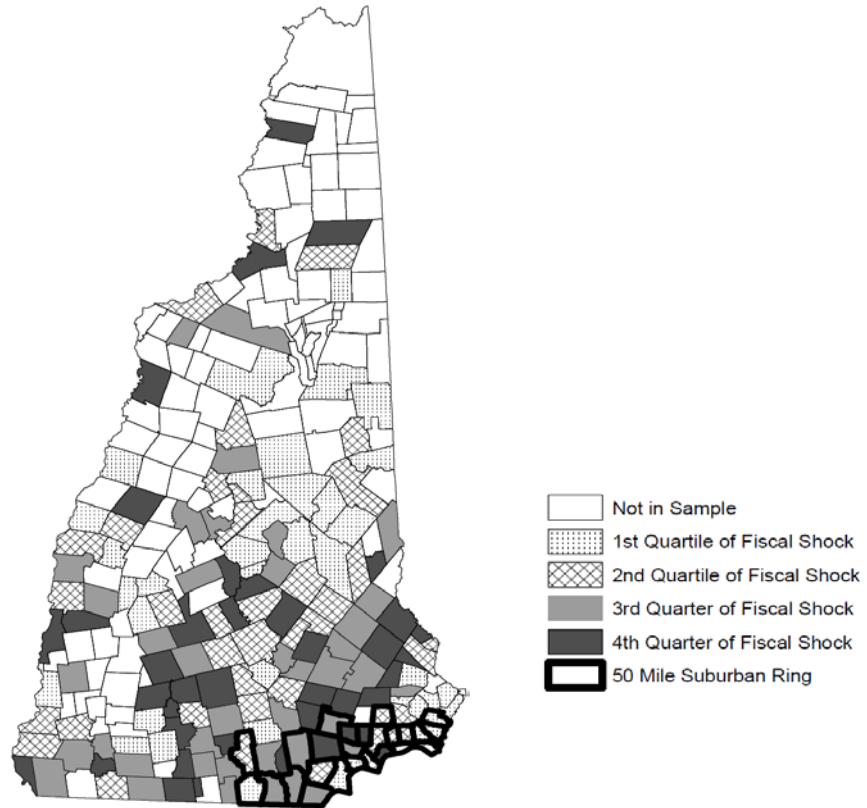 Not in Sample
1st Quartile of Fiscal Shock
2nd Quartile of Fiscal Shock
3rd Quarter of Fiscal Shock
4th Quarter of Fiscal Shock
50 Mile Suburban Ring